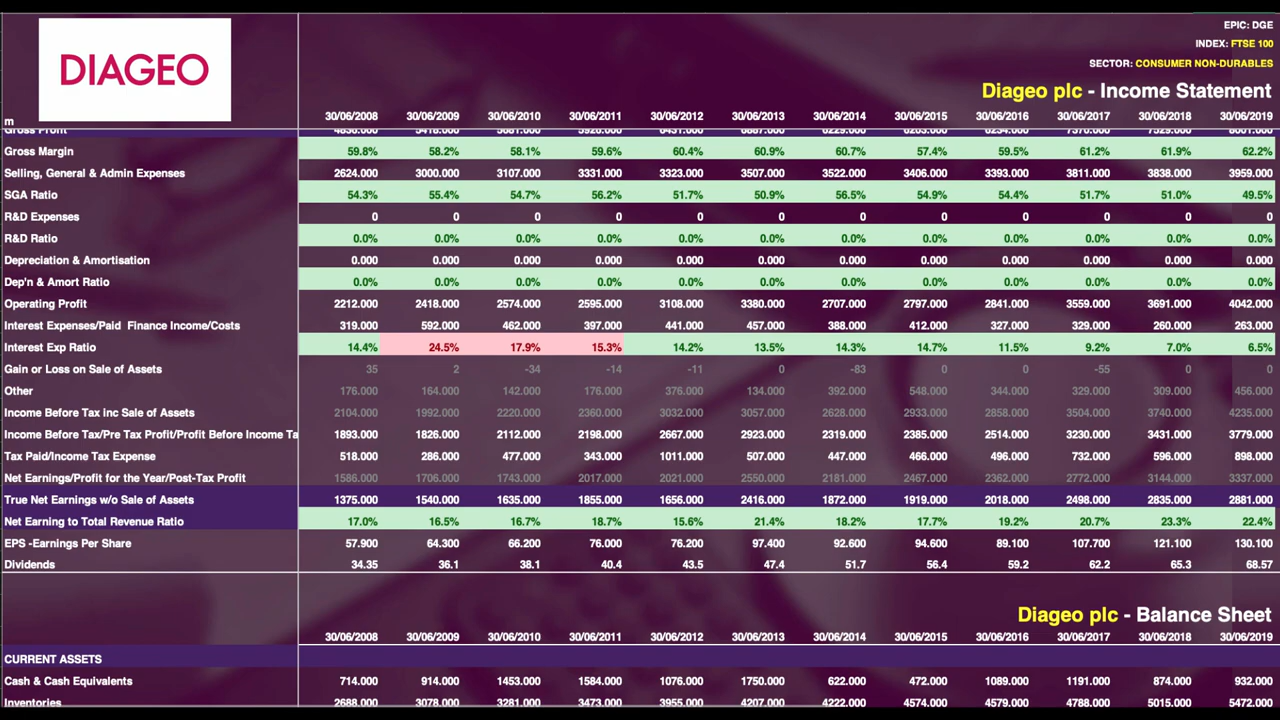 DIAGEO
EPIC: DGE
INDEX: FTSE 100
SECTOR: CONSUMER NON-DURABLES
Diageo plc - Income Statement
m 30/06/2008 30/06/2009 30/06/2010 30/06/2011 30/06/2012 30/06/2013 30/06/2014 30/06/2015 30/06/2016 30/06/2017 30/06/2018 30/06/2019
Gross Profit
Gross Margin 59.8% 58.2% 58.1% 59.6% 60.4% 60.9% 60.7% 57.4% 59.5% 61.2% 61.9% 62.2%
Selling, General & Admin Expenses 2624.000 3000.000 3107.000 3331.000 3323.000 3507.000 3522.000 3406.000 3393.000 3811.000 3838.000 3959.000
SGA Ratio 54.3% 55.4% 54.7% 56.2% 51.7% 50.9% 56.5% 54.9% 54.4% 51.7% 51.0% 49.5%
R&D Expenses 0 0 0 0 0 0 0 0 0 0 0 0
R&D Ratio 0.0% 0.0% 0.0% 0.0% 0.0% 0.0% 0.0% 0.0% 0.0% 0.0% 0.0% 0.0%
Depreciation & Amortisation 0.000 0.000 0.000 0.000 0.000 0.000 0.000 0.000 0.000 0.000 0.000 0.000
Dep'n & Amort Ratio 0.0% 0.0% 0.0% 0.0% 0.0% 0.0% 0.0% 0.0% 0.0% 0.0% 0.0% 0.0%
Operating Profit 2212.000 2418.000 2574.000 2595.000 3108.000 3380.000 2707.000 2797.000 2841.000 3559.000 3691.000 4042.000
Interest Expenses/Paid Finance Income/Costs 319.000 592.000 462.000 397.000 441.000 457.000 388.000 412.000 327.000 329.000 260.000 263.000
Interest Exp Ratio 14.4% 24.5% 17.9% 15.3% 14.2% 13.5% 14.3% 14.7% 11.5% 9.2% 7.0% 6.5%
Gain or Loss on Sale of Assets 35 2 -34 -14 -11 0 -83 0 0 -55 0 0
Other 176.000 164.000 142.000 176.000 376.000 134.000 392.000 548.000 344.000 329.000 309.000 456.000
Income Before Tax inc Sale of Assets 2104.000 1992.000 2220.000 2360.000 3032.000 3057.000 2628.000 2933.000 2858.000 3504.000 3740.000 4235.000
Income Before Tax/Pre Tax Profit/Profit Before Income Ta 1893.000 1826.000 2112.000 2198.000 2667.000 2923.000 2319.000 2385.000 2514.000 3230.000 3431.000 3779.000
Tax Paid/Income Tax Expense 518.000 286.000 477.000 343.000 1011.000 507.000 447.000 466.000 496.000 732.000 596.000 898.000
Net Earnings/Profit for the Year/Post-Tax Profit 1586.000 1706.000 1743.000 2017.000 2021.000 2550.000 2181.000 2467.000 2362.000 2772.000 3144.000 3337.000
True Net Earnings w/o Sale of Assets 1375.000 1540.000 1635.000 1855.000 1656.000 2416.000 1872.000 1919.000 2018.000 2498.000 2835.000 2881.000
Net Earning to Total Revenue Ratio 17.0% 16.5% 16.7% 18.7% 15.6% 21.4% 18.2% 17.7% 19.2% 20.7% 23.3% 22.4%
EPS -Earnings Per Share 57.900 64.300 66.200 76.000 76.200 97.400 92.600 94.600 89.100 107.700 121.100 130.100
Dividends 34.35 36.1 38.1 40.4 43.5 47.4 51.7 56.4 59.2 62.2 65.3 68.57
Diageo plc - Balance Sheet
30/06/2008 30/06/2009 30/06/2010 30/06/2011 30/06/2012 30/06/2013 30/06/2014 30/06/2015 30/06/2016 30/06/2017 30/06/2018 30/06/2019
CURRENT ASSETS
Cash & Cash Equivalents 714.000 914.000 1453.000 1584.000 1076.000 1750.000 622.000 472.000 1089.000 1191.000 874.000 932.000
Inventories 2688.000 3078.000 3281.000 3473.000 3955.000 4207.000 4222.000 4574.000 4579.000 4788.000 5015.000 5472.000